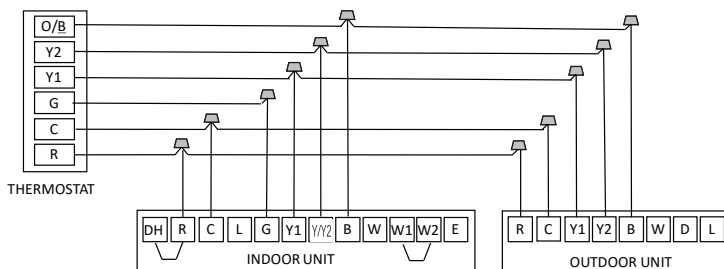 O/B
Y2
Y1
G
C
R
THERMOSTAT
DH R C L G Y1 Y/Y2 B W W1 W2 E
INDOOR UNIT
R C Y1 Y2 B W D L
OUTDOOR UNIT